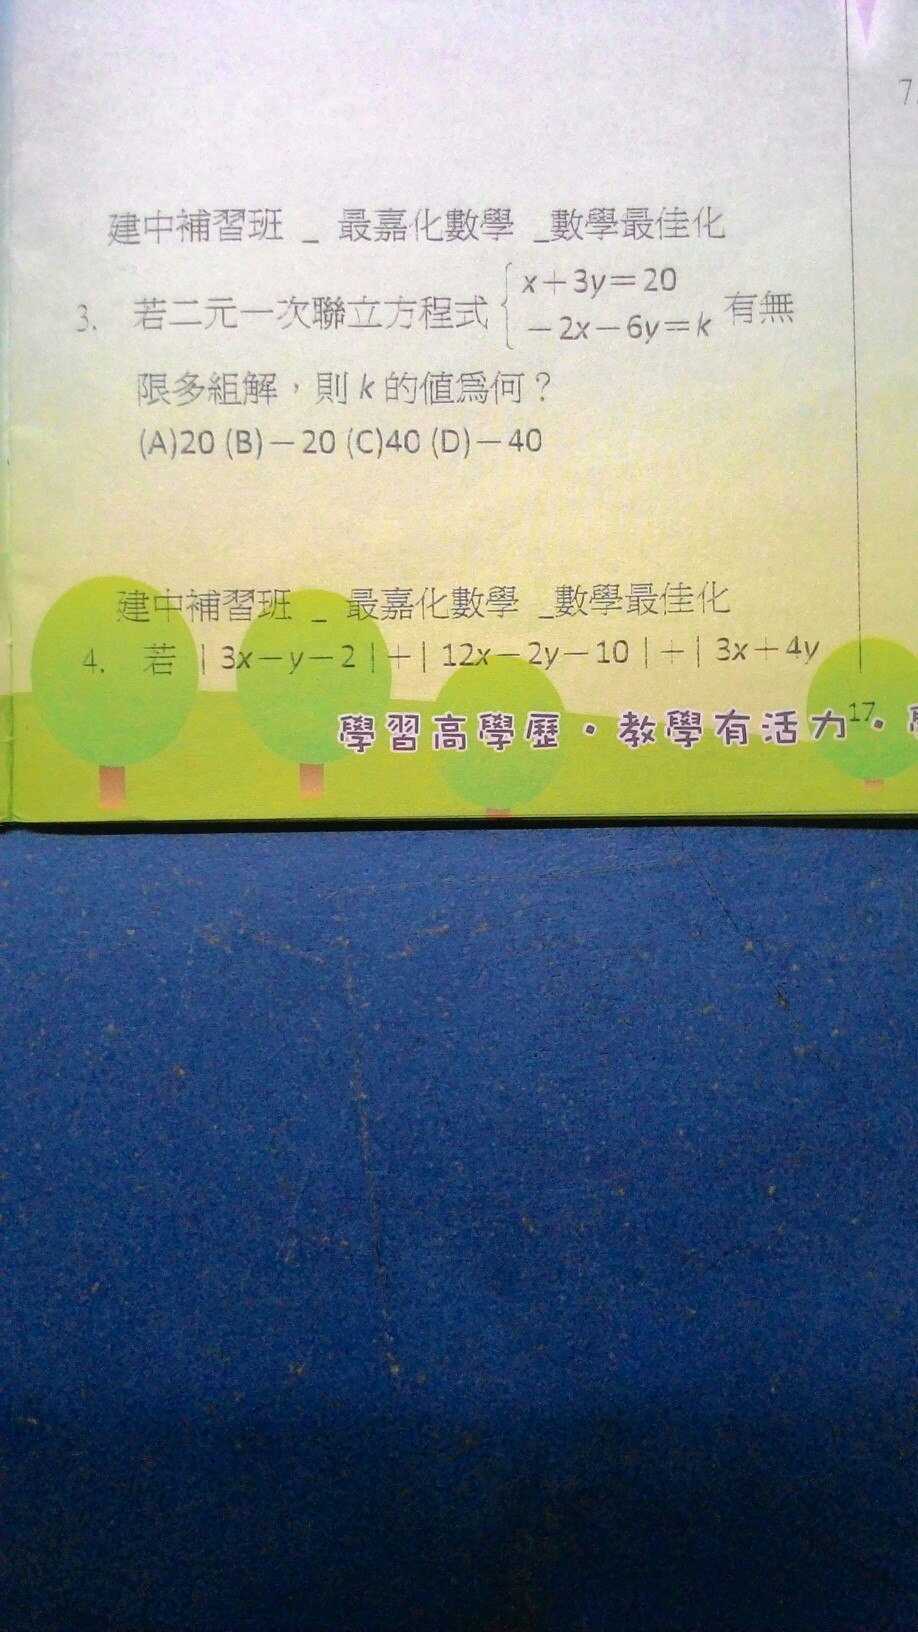 7
建中補習班 _ 最嘉化數學 _數學最佳化
3. 若二元一次聯立方程式 { x+3y=20
-2x-6y=k 有無
限多組解，則 k 的值為何？
(A)20 (B)-20 (C)40 (D)-40
建中補習班 _ 最嘉化數學 _數學最佳化
4. 若 | 3x-y-2 |+| 12x-2y-10 |+| 3x+4y
17
學習高學歷・教學有活力・